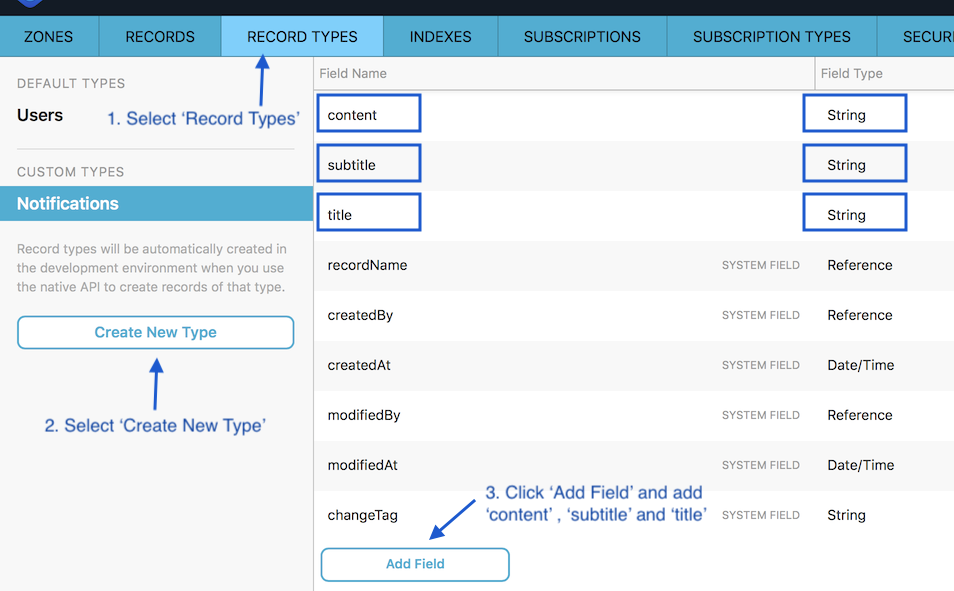 ZONES RECORDS RECORD TYPES INDEXES SUBSCRIPTIONS SUBSCRIPTION TYPES SECUR
DEFAULT TYPES
Users
1. Select ‘Record Types’
CUSTOM TYPES
Notifications
Record types will be automatically created in
the development environment when you use
the native API to create records of that type.
Create New Type
2. Select ‘Create New Type’
Field Name Field Type
content String
subtitle String
title String
recordName SYSTEM FIELD Reference
createdBy SYSTEM FIELD Reference
createdAt SYSTEM FIELD Date/Time
modifiedBy SYSTEM FIELD Reference
modifiedAt SYSTEM FIELD Date/Time
changeTag SYSTEM FIELD String
3. Click ‘Add Field’ and add
‘content’ , ‘subtitle’ and ‘title’
Add Field